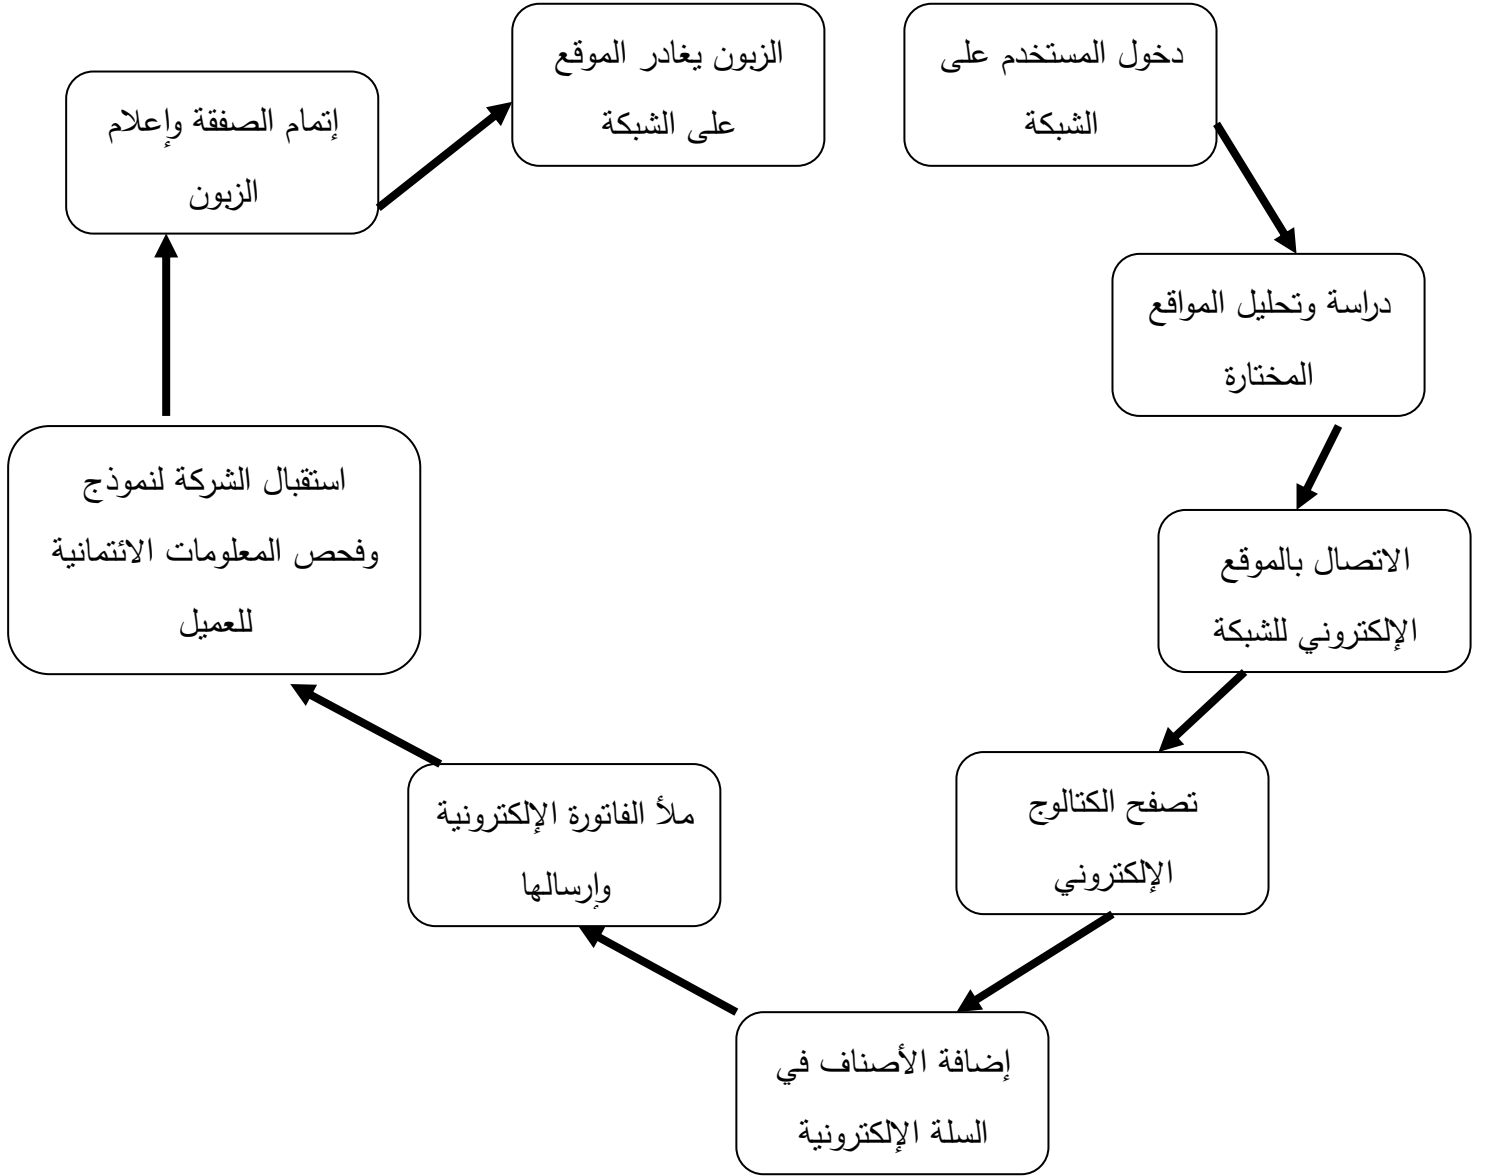 دخول المستخدم على
الشبكة
دراسة وتحليل المواقع
المختارة
الاتصال بالموقع
الإلكتروني للشبكة
تصفح الكتالوج
الإلكتروني
إضافة الأصناف في
السلة الإلكترونية
ملأ الفاتورة الإلكترونية
وإرسالها
استقبال الشركة لنموذج
وفحص المعلومات الائتمانية
للعميل
إتمام الصفقة وإعلام
الزبون
الزبون يغادر الموقع
على الشبكة